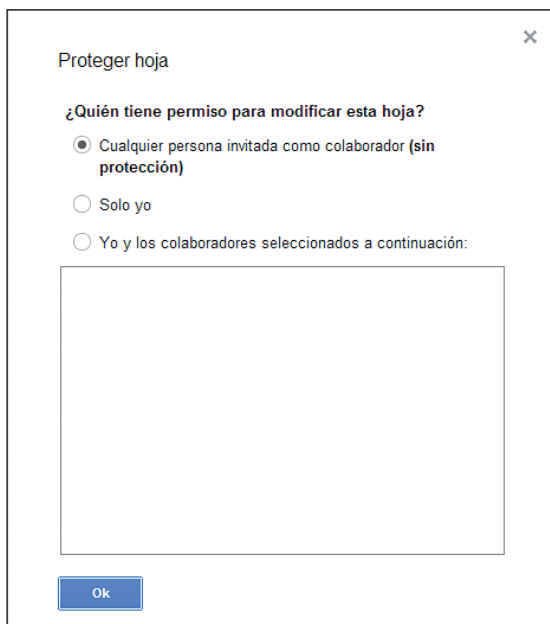 Proteger hoja
¿Quién tiene permiso para modificar esta hoja?
Cualquier persona invitada como colaborador (sin
protección)
Solo yo
Yo y los colaboradores seleccionados a continuación:
Ok